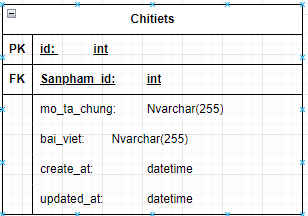 Chitiets
PK id: int
FK Sanpham_id: int
mo_ta_chung: Nvarchar(255)
bai_viet: Nvarchar(255)
create_at: datetime
updated_at: datetime